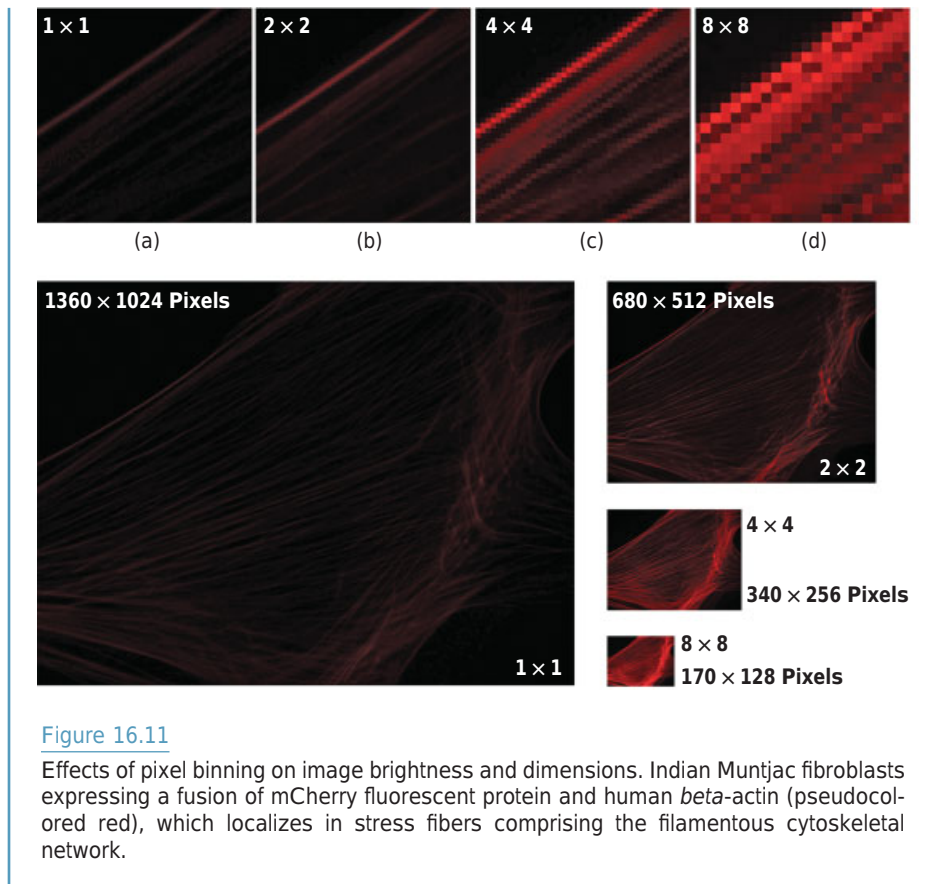 1 × 1
2 × 2
4 × 4
8 × 8
(a)
(b)
(c)
(d)
1360 × 1024 Pixels
1 × 1
680 × 512 Pixels
2 × 2
4 × 4
340 × 256 Pixels
8 × 8
170 × 128 Pixels
Figure 16.11
Effects of pixel binning on image brightness and dimensions. Indian Muntjac fibroblasts
expressing a fusion of mCherry fluorescent protein and human beta-actin (pseudocol-
ored red), which localizes in stress fibers comprising the filamentous cytoskeletal
network.